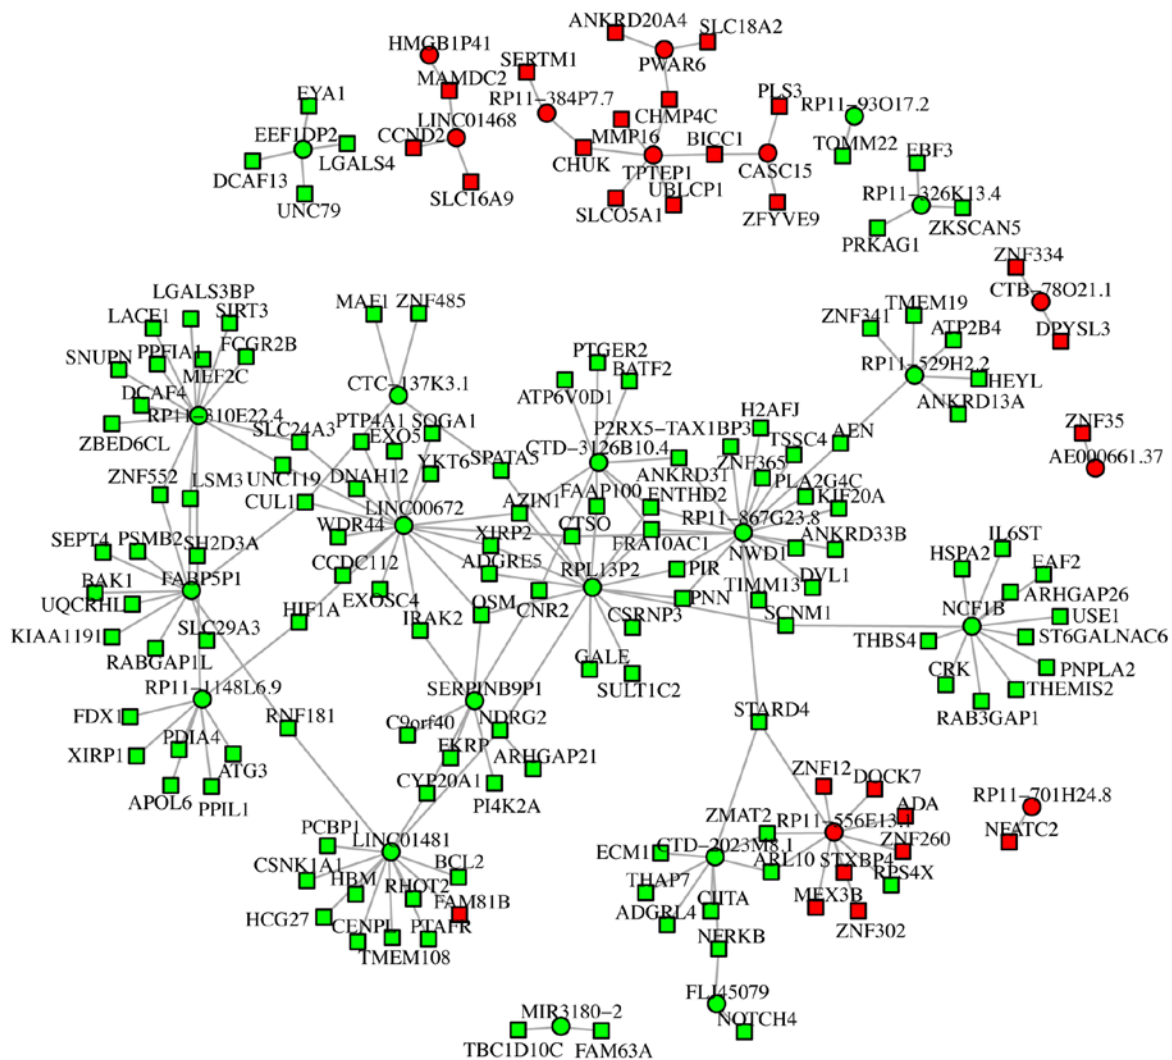 ANKRD20A4
SLC18A2
HMGB1P41
SERTM1
PWAR6
MAMDC2
PLS3
EYA1
RP11-384P7.7
RP11-93O17.2
CHMP4C
EEF1DP2
LINC01468
MMP16
CCND2
BICC1
TOMM22
EBF3
LGALS4
CHUK
TPTEP1
CASC15
DCAF13
UBLCP1
RP11-326K13.4
SLC16A9
UNC79
SLCO5A1
ZFYVE9
ZKSCAN5
PRKAG1
ZNF334
LGALS3BP
CTB-78O21.1
LACE1
SIRT3
MAF1
ZNF485
TMEM19
ZNF341
ATP2B4
DPYSL3
SNUPN
PPFIA1
FCGR2B
PTGER2
RP11-529H2.2
MEF2C
BATF2
HEYL
DCAF4
CTC-137K3.1
ATP6V0D1
ANKRD13A
RP11-310E22.4
PTP4A1
SOGA1
P2RX5-TAX1BP3
H2AFJ
ZNF35
ZBED6CL
SLC24A3
EXO5
CTD-3126B10.4
TSSC4
AEN
AE000661.37
ZNF552
LSM3
UNC119
DNAH12
YKT6
SPATA5
ANKRD31
ZNF365
PLA2G4C
CUL1
LINC00672
AZIN1
FAAP100
ENTHD2
KIF20A
RP11-867G23.8
WDR44
CTSO
ANKRD33B
SEPT4
PSMB2
SH2D3A
XIRP2
FRA10AC1
NWD1
IL6ST
HSPA2
EAF2
CCDC112
ADGRE5
RPL13P2
PIR
TIMM13
DVL1
BAK1
FABP5P1
ARHGAP26
UQCRHL
HIF1A
EXOSC4
OSM
CNR2
PNN
SCNM1
NCF1B
USE1
KIAA1191
SLC29A3
IRAK2
CSRNP3
ST6GALNAC6
THBS4
RABGAP1L
GALE
CRK
PNPLA2
RP11-1148L6.9
SERPINB9P1
SULT1C2
THEMIS2
FDX1
RNF181
C9orf40
NDRG2
STARD4
RAB3GAP1
XIRP1
PDIA4
EKRP
ARHGAP21
ATG3
ZNF12
DOCK7
APOL6
PPIL1
CYP20A1
PI4K2A
RP11-701H24.8
ADA
PCBP1
LINC01481
ZMAT2
RP11-556E13.1
NFATC2
CSNK1A1
BCL2
ECM1
CTD-2023M8.1
ZNF260
HBM
RHOT2
THAP7
ARL10
STXBP4
RPS4X
FAM81B
HCG27
ADGRL4
CIITA
MEX3B
CENPL
PTAFR
ZNF302
TMEM108
NFRKB
FLJ45079
MIR3180-2
NOTCH4
TBC1D10C
FAM63A